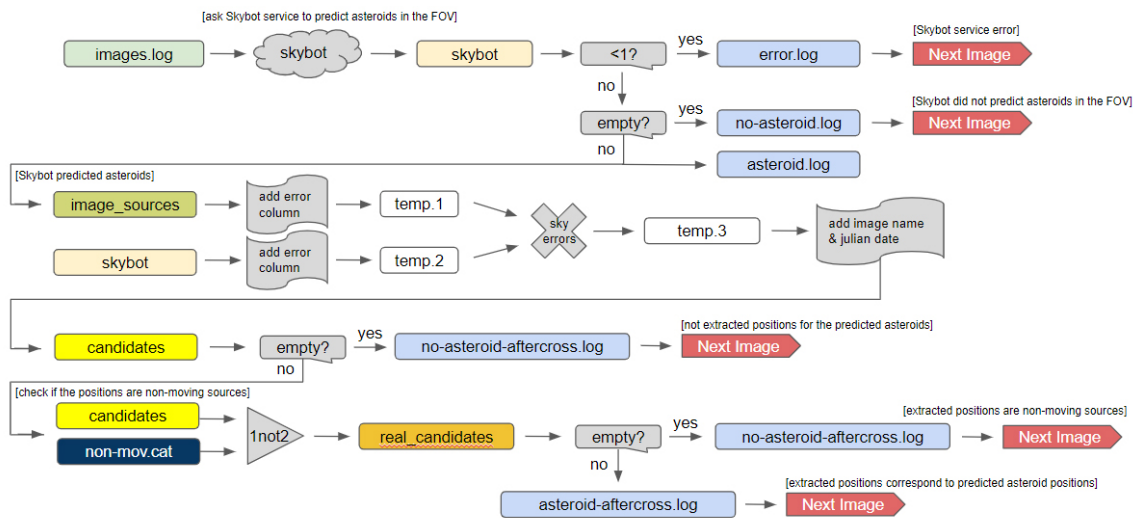 [ask Skybot service to predict asteroids in the FOV]
images.log
skybot
skybot
<1?
yes
error.log
[Skybot service error]
Next Image
no
empty?
yes
no-asteroid.log
[Skybot did not predict asteroids in the FOV]
Next Image
no
asteroid.log
[Skybot predicted asteroids]
image_sources
add error
column
temp.1
sky
errors
temp.3
add image name
& julian date
skybot
add error
column
temp.2
candidates
empty?
yes
no-asteroid-aftercross.log
[not extracted positions for the predicted asteroids]
Next Image
no
[check if the positions are non-moving sources]
candidates
non-mov.cat
1not2
real_candidates
empty?
yes
no-asteroid-aftercross.log
[extracted positions are non-moving sources]
Next Image
no
asteroid-aftercross.log
[extracted positions correspond to predicted asteroid positions]
Next Image